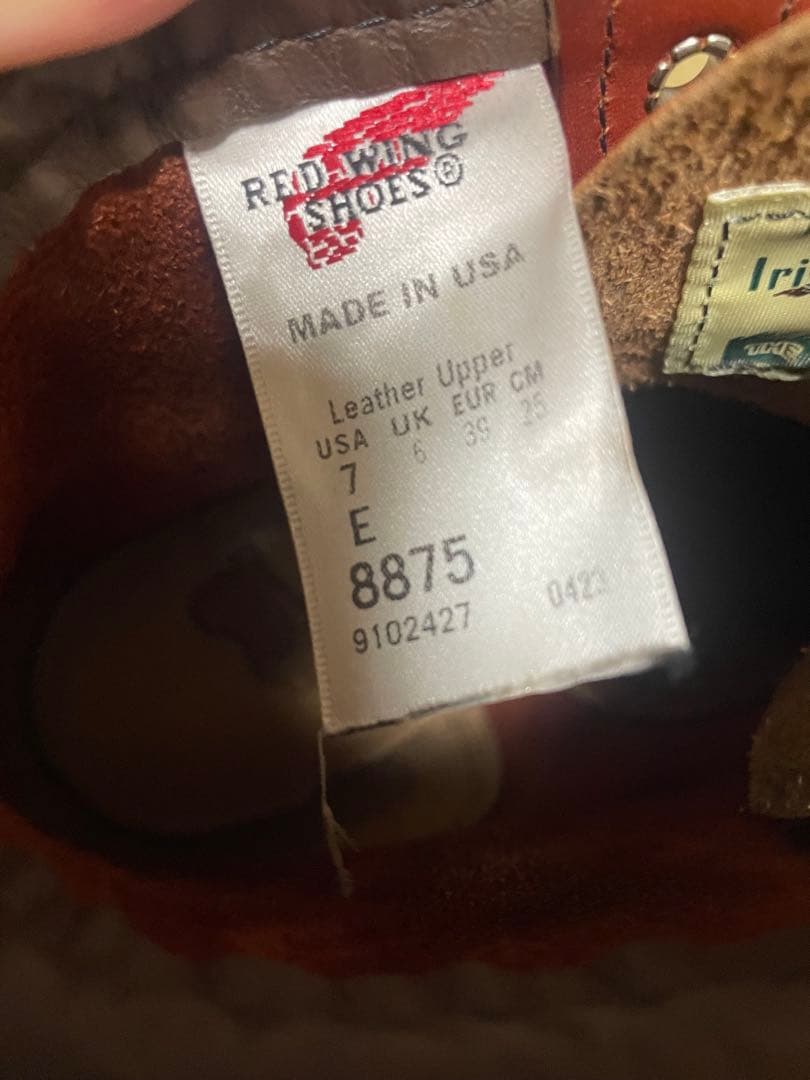 RED WING
SHOES®
MADE IN USA
Leather Upper
USA UK EUR CM
7 6 39 25
E
8875
9102427 0423
Iri